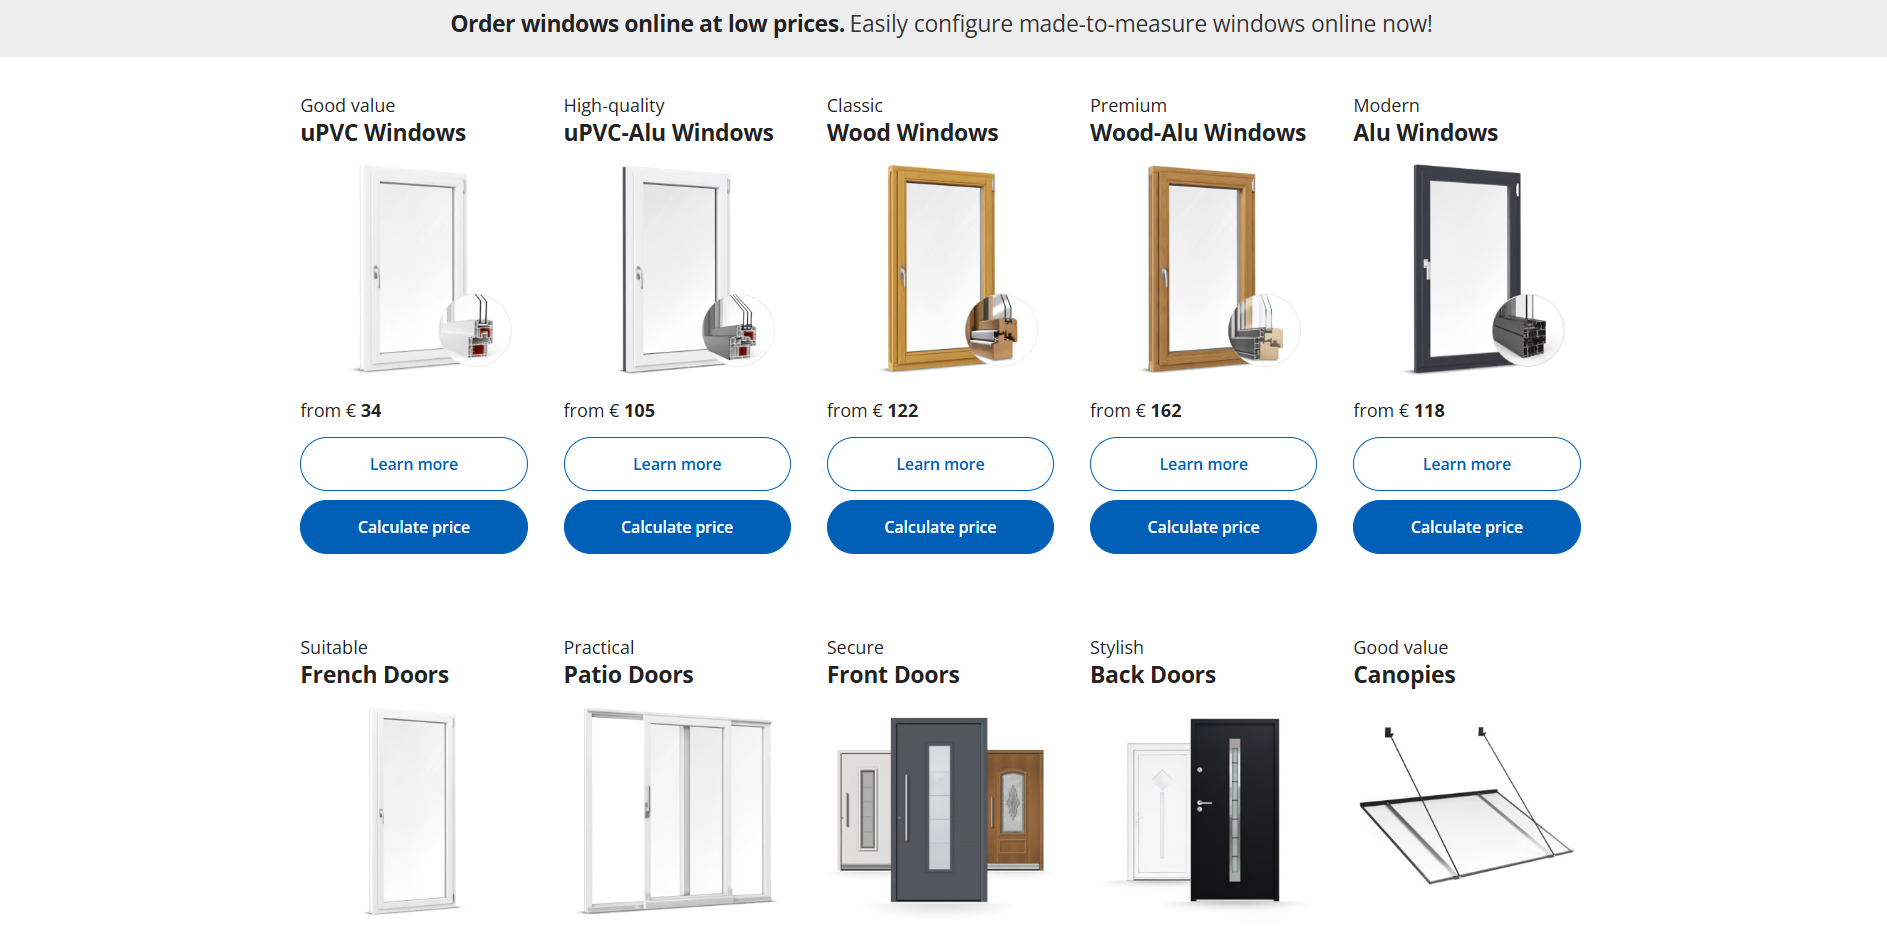 Order windows online at low prices. Easily configure made-to-measure windows online now!
Good value
uPVC Windows
from € 34
Learn more
Calculate price
High-quality
uPVC-Alu Windows
from € 105
Learn more
Calculate price
Classic
Wood Windows
from € 122
Learn more
Calculate price
Premium
Wood-Alu Windows
from € 162
Learn more
Calculate price
Modern
Alu Windows
from € 118
Learn more
Calculate price
Suitable
French Doors
Practical
Patio Doors
Secure
Front Doors
Stylish
Back Doors
Good value
Canopies